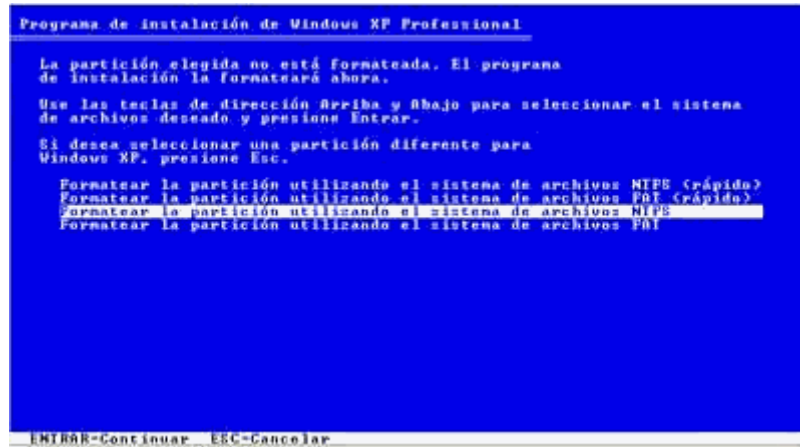 Programa de instalación de Windows XP Professional
La partición elegida no está formateada. El programa
de instalación la formateará ahora.
Use las teclas de dirección Arriba y Abajo para seleccionar el sistema
de archivos deseado y presione Entrar.
Si desea seleccionar una partición diferente para
Windows XP, presione Esc.
Formatear la partición utilizando el sistema de archivos NTFS (rápido)
Formatear la partición utilizando el sistema de archivos FAT (rápido)
Formatear la partición utilizando el sistema de archivos NTFS
Formatear la partición utilizando el sistema de archivos FAT
ENTRAR=Continuar ESC=Cancelar